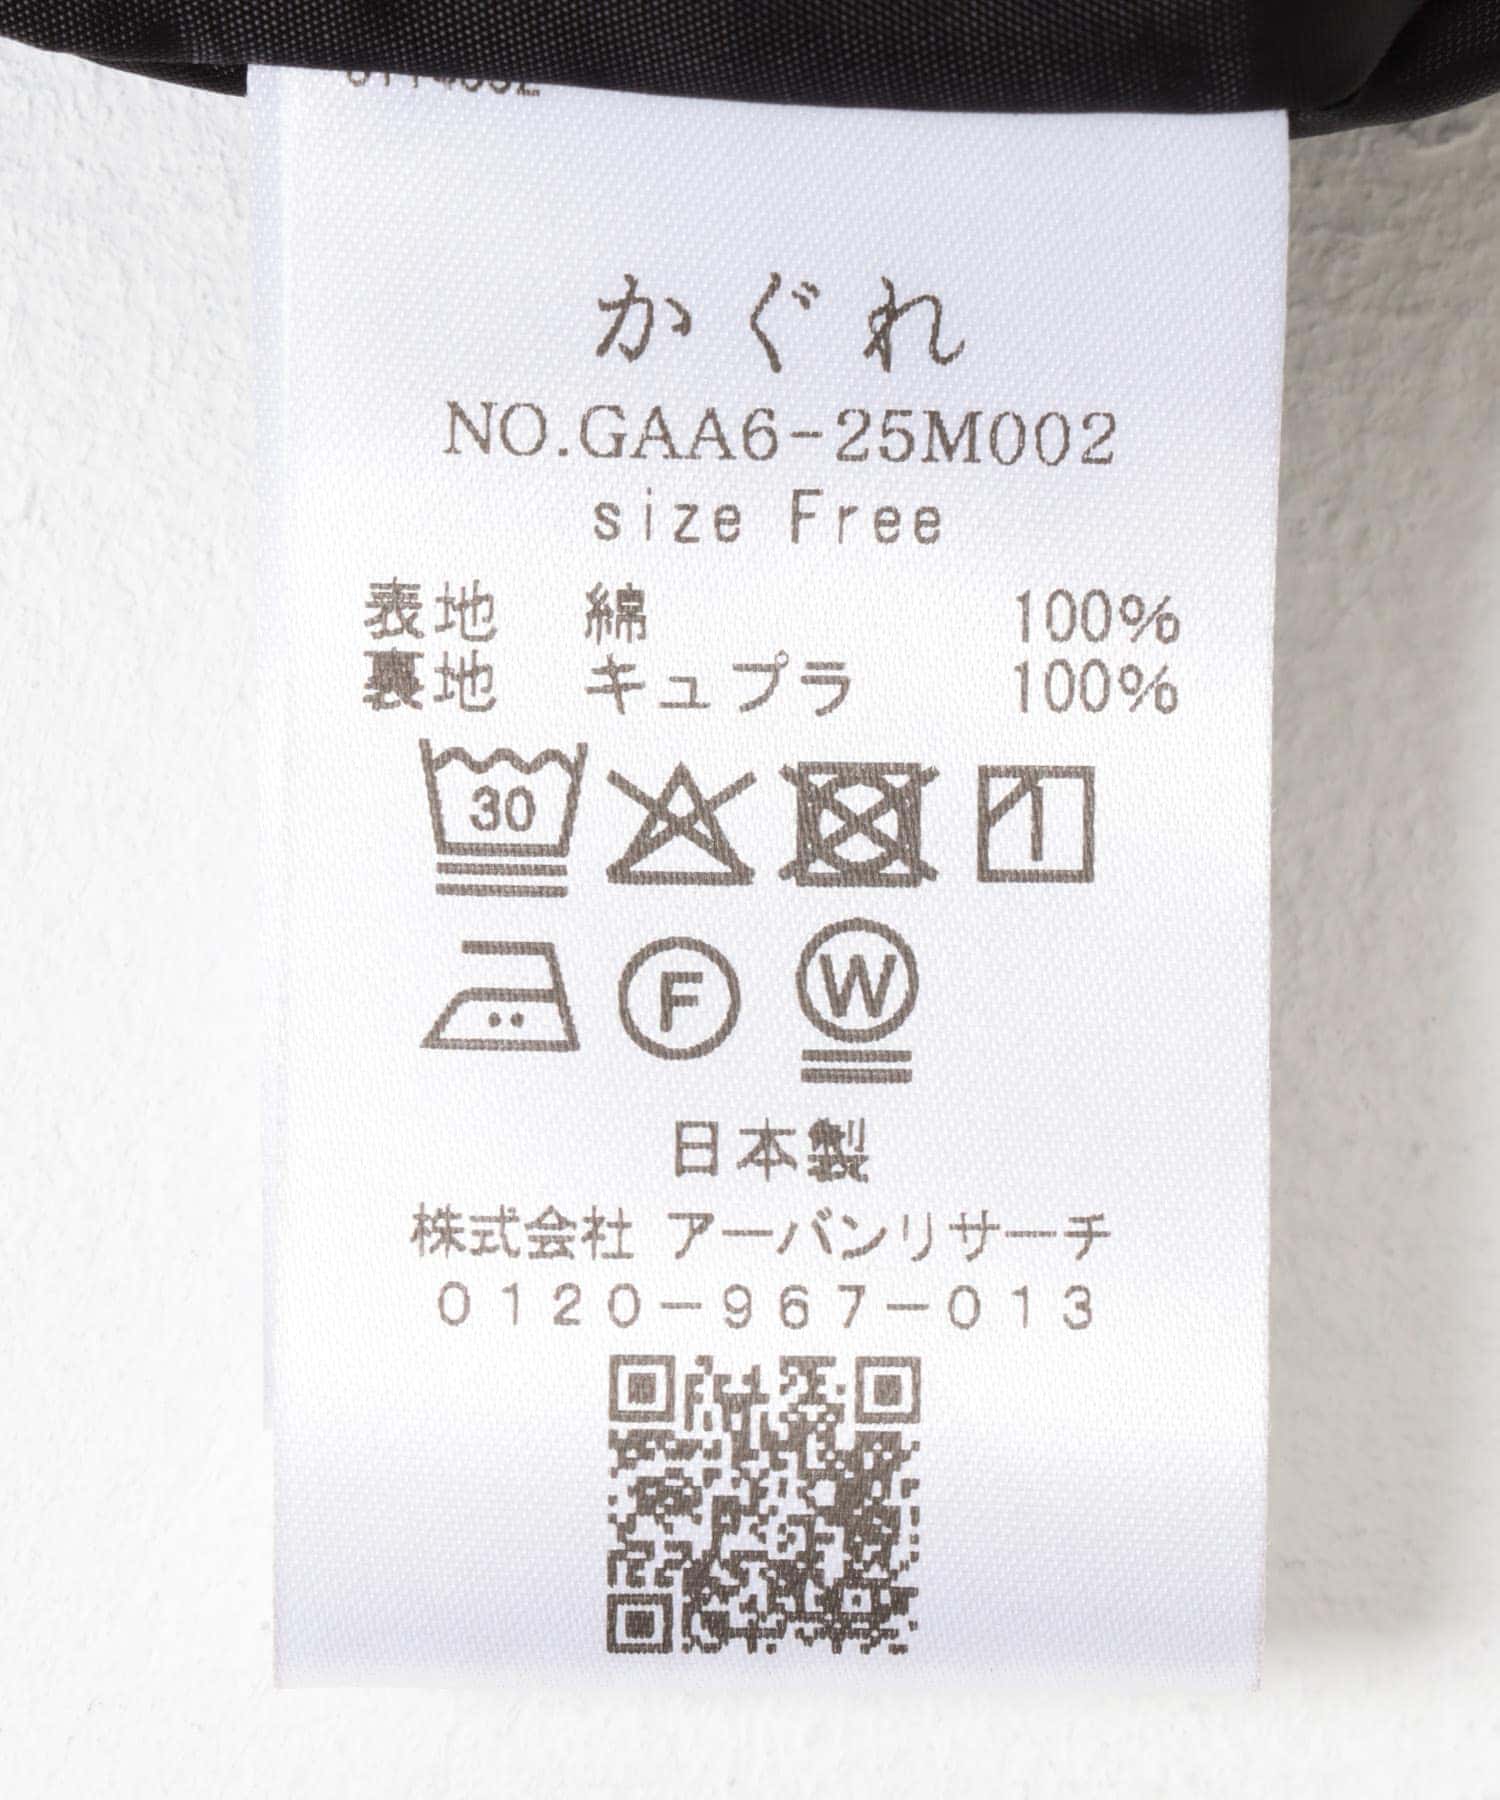 かぐれ
NO.GAA6-25M002
size Free
表地 綿 100%
裏地 キュプラ 100%
30
F W
日本製
株式会社 アーバンリサーチ
0120-967-013